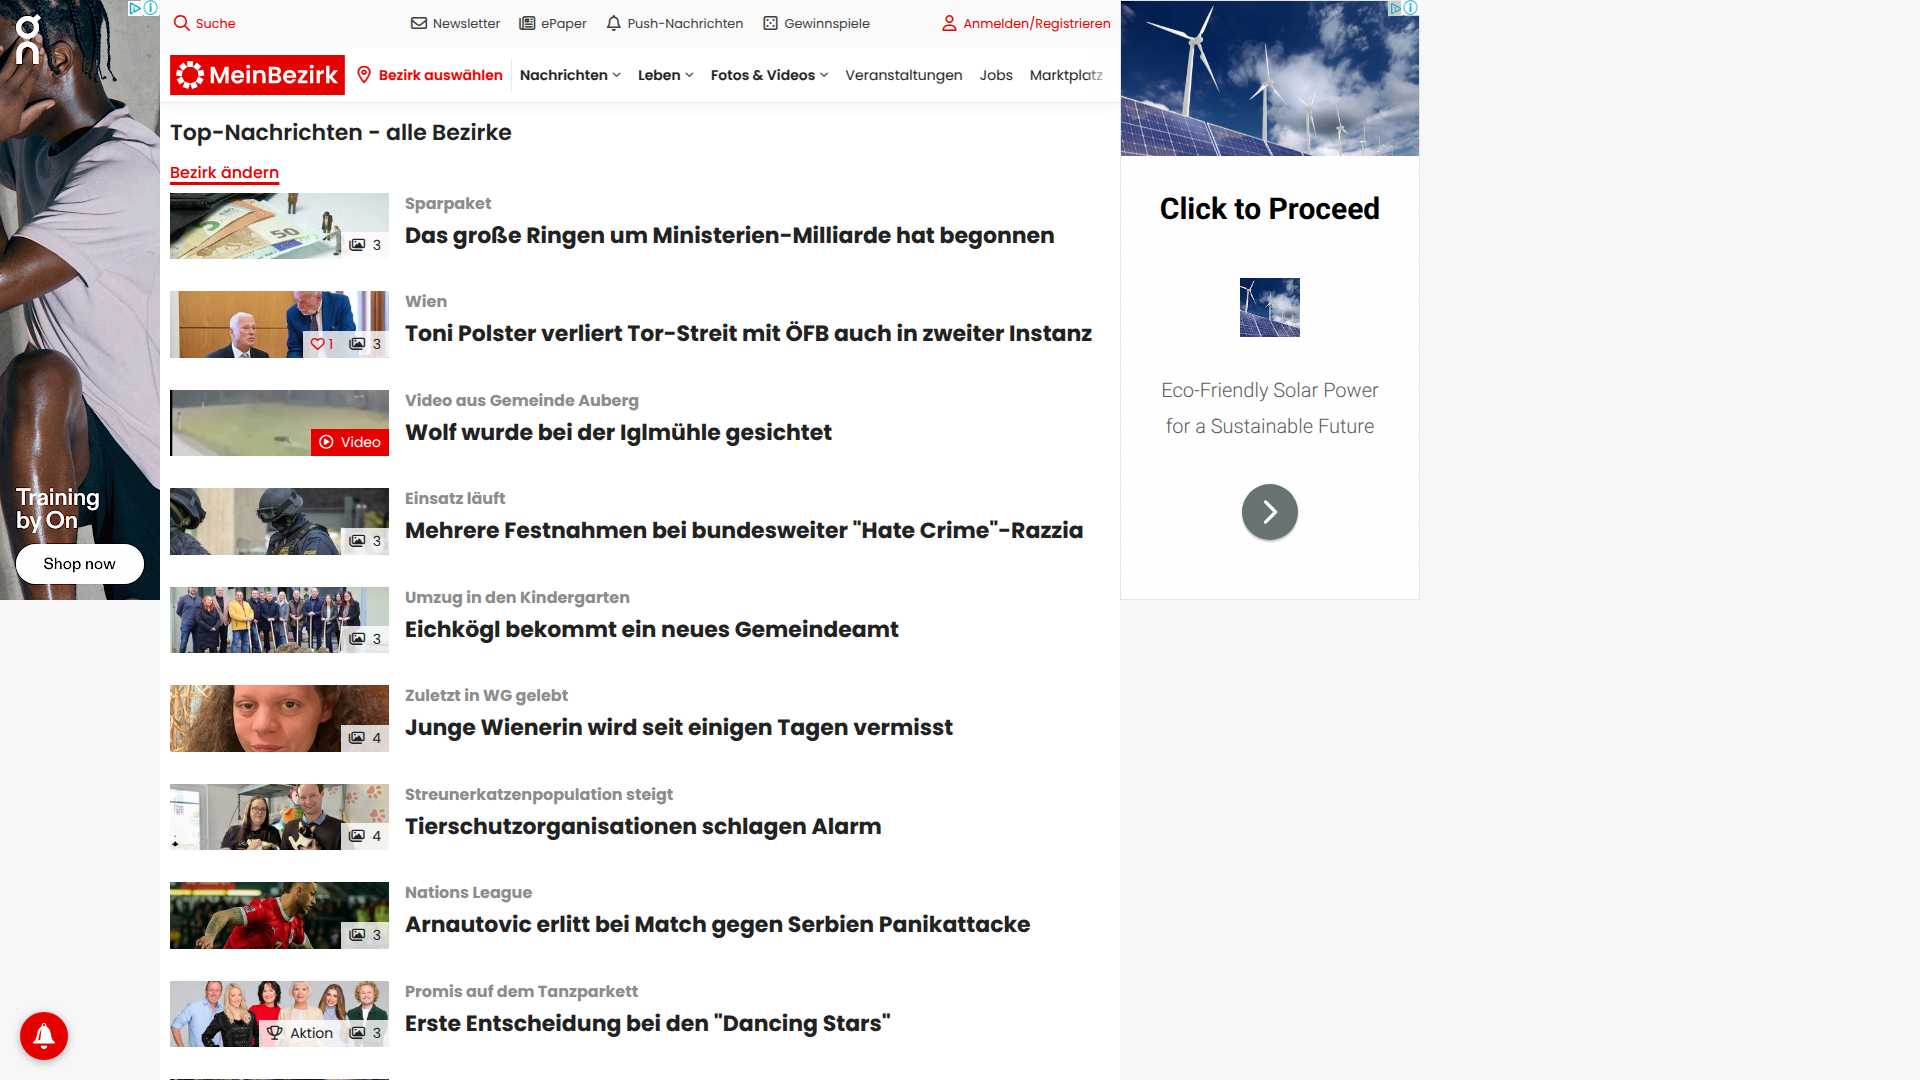 Suche
Newsletter
ePaper
Push-Nachrichten
Gewinnspiele
Anmelden/Registrieren
MeinBezirk
Bezirk auswählen
Nachrichten
Leben
Fotos & Videos
Veranstaltungen
Jobs
Marktplatz
Top-Nachrichten - alle Bezirke
Bezirk ändern
50
3
Sparpaket
Das große Ringen um Ministerien-Milliarde hat begonnen
1
3
Wien
Toni Polster verliert Tor-Streit mit ÖFB auch in zweiter Instanz
Video
Video aus Gemeinde Auberg
Wolf wurde bei der Iglmühle gesichtet
3
Einsatz läuft
Mehrere Festnahmen bei bundesweiter "Hate Crime"-Razzia
3
Umzug in den Kindergarten
Eichkögl bekommt ein neues Gemeindeamt
4
Zuletzt in WG gelebt
Junge Wienerin wird seit einigen Tagen vermisst
4
Streunerkatzenpopulation steigt
Tierschutzorganisationen schlagen Alarm
3
Nations League
Arnautovic erlitt bei Match gegen Serbien Panikattacke
Aktion
3
Promis auf dem Tanzparkett
Erste Entscheidung bei den "Dancing Stars"
Training
by On
Shop now
Click to Proceed
Eco-Friendly Solar Power
for a Sustainable Future